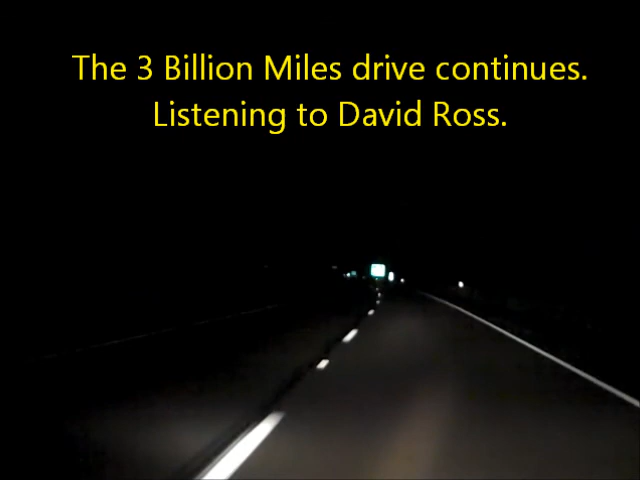 The 3 Billion Miles drive continues.
Listening to David Ross.